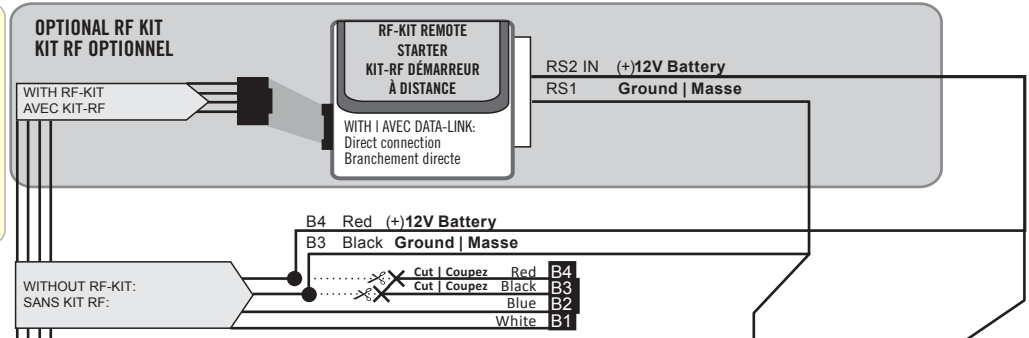 OPTIONAL RF KIT
KIT RF OPTIONNEL
RF-KIT REMOTE
STARTER
KIT-RF DÉMARREUR
À DISTANCE
WITH | AVEC DATA-LINK:
Direct connection
Branchement directe
RS2 IN (+)12V Battery
RS1 Ground | Masse
WITH RF-KIT
AVEC KIT-RF
B4 Red (+)12V Battery
B3 Black Ground | Masse
WITHOUT RF-KIT:
SANS KIT RF:
Cut | Coupez Red B4
Cut | Coupez Black B3
Blue B2
White B1